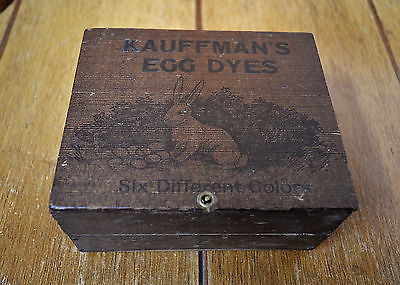 KAUFFMAN'S
EGG DYES
Six Different Colors